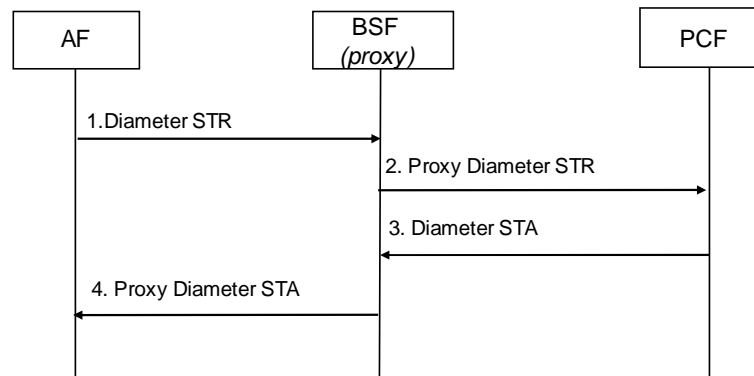 AF
BSF
(proxy)
PCF
1.Diameter STR
2. Proxy Diameter STR
3. Diameter STA
4. Proxy Diameter STA